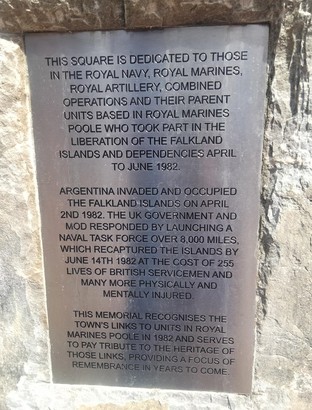 THIS SQUARE IS DEDICATED TO THOSE
IN THE ROYAL NAVY, ROYAL MARINES,
ROYAL ARTILLERY, COMBINED
OPERATIONS AND THEIR PARENT
UNITS BASED IN ROYAL MARINES
POOLE WHO TOOK PART IN THE
LIBERATION OF THE FALKLAND
ISLANDS AND DEPENDENCIES APRIL
TO JUNE 1982.
ARGENTINA INVADED AND OCCUPIED
THE FALKLAND ISLANDS ON APRIL
2ND 1982. THE UK GOVERNMENT AND
MOD RESPONDED BY LAUNCHING A
NAVAL TASK FORCE OVER 8,000 MILES,
WHICH RECAPTURED THE ISLANDS BY
JUNE 14TH 1982 AT THE COST OF 255
LIVES OF BRITISH SERVICEMEN AND
MANY MORE PHYSICALLY AND
MENTALLY INJURED.
THIS MEMORIAL RECOGNISES THE
TOWN'S LINKS TO UNITS IN ROYAL
MARINES POOLE IN 1982 AND SERVES
TO PAY TRIBUTE TO THE HERITAGE OF
THOSE LINKS, PROVIDING A FOCUS OF
REMEMBRANCE IN YEARS TO COME.